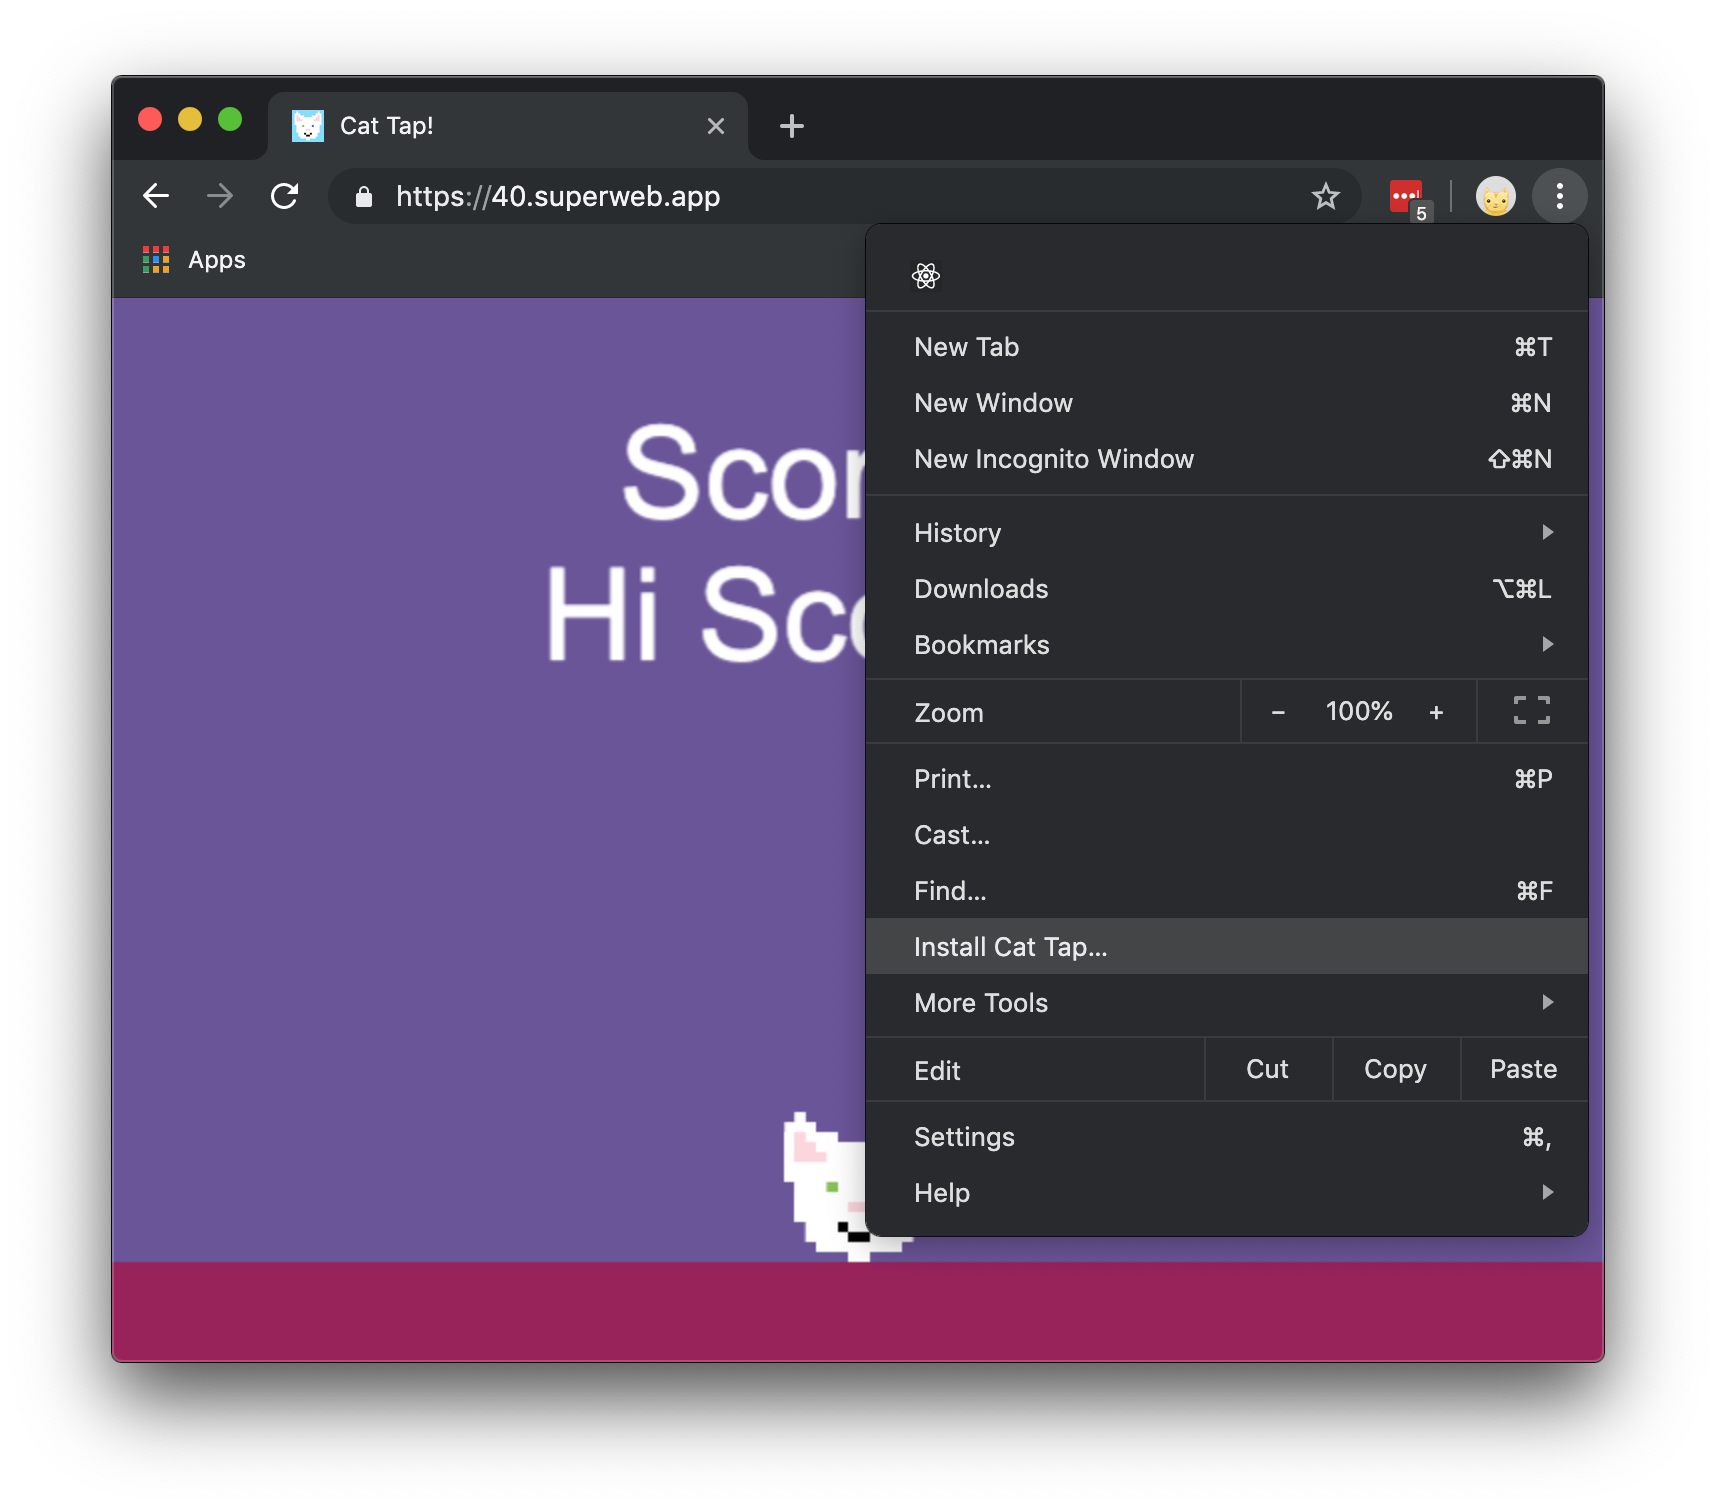 Cat Tap!
https://40.superweb.app
5
Apps
Scor
Hi Sco
New Tab ⌘T
New Window ⌘N
New Incognito Window ⇧⌘N
History
Downloads ⌥⌘L
Bookmarks
Zoom − 100% +
Print... ⌘P
Cast...
Find... ⌘F
Install Cat Tap...
More Tools
Edit Cut Copy Paste
Settings ⌘,
Help